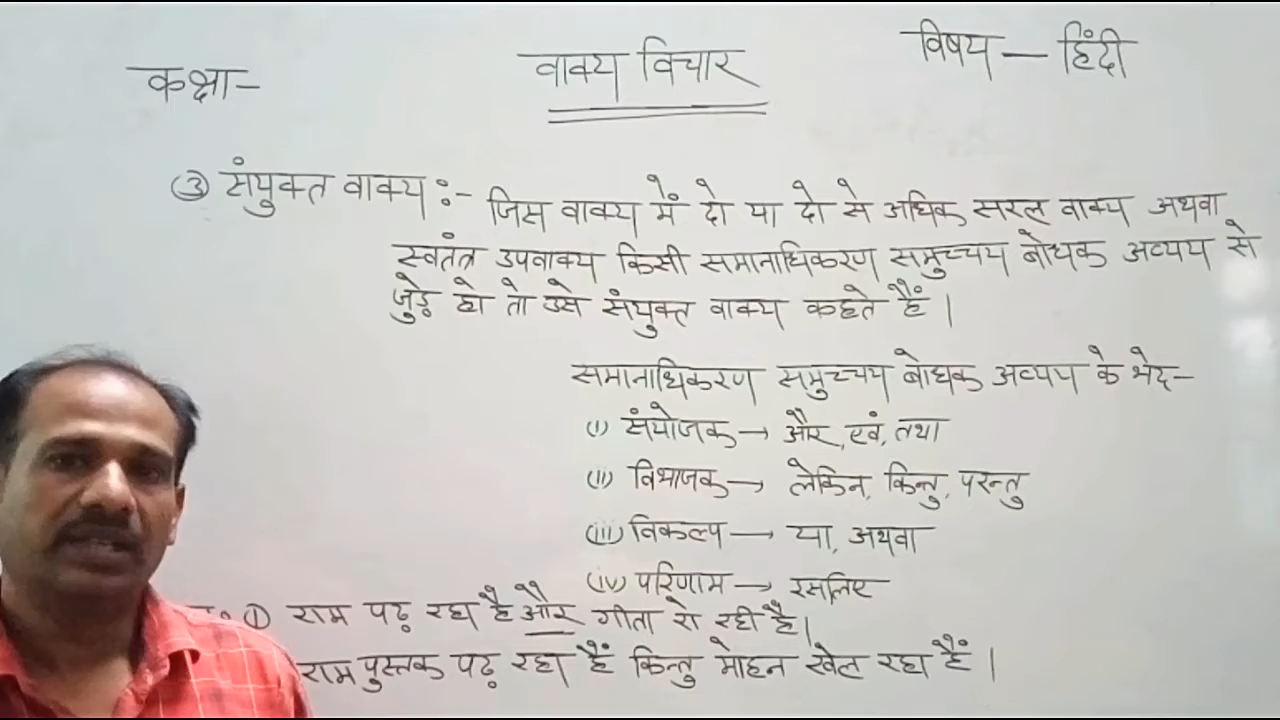 कक्षा-
वाक्य विचार
विषय — हिंदी
③ संयुक्त वाक्य :- जिस वाक्य में दो या दो से अधिक सरल वाक्य अथवा
स्वतंत्र उपवाक्य किसी समानाधिकरण समुच्चय बोधक अव्यय से
जुड़े हो तो उसे संयुक्त वाक्य कहते हैं ।
समानाधिकरण समुच्चय बोधक अव्यय के भेद-
(i) संयोजक → और, एवं, तथा
(ii) विभाजक → लेकिन, किन्तु, परन्तु
(iii) विकल्प → या, अथवा
(iv) परिणाम → इसलिए
① राम पढ़ रहा है और गीता रो रही है ।
राम पुस्तक पढ़ रहा हैं किन्तु मोहन खेल रहा हैं ।